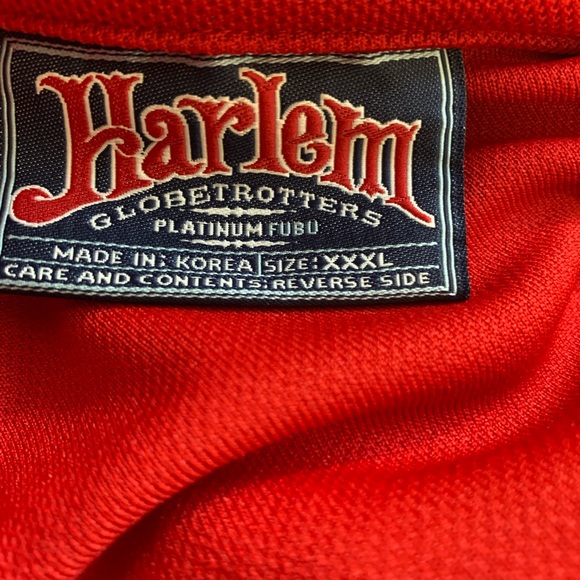 Harlem
GLOBETROTTERS
PLATINUM FUBU
MADE IN: KOREA SIZE: XXXL
CARE AND CONTENTS: REVERSE SIDE